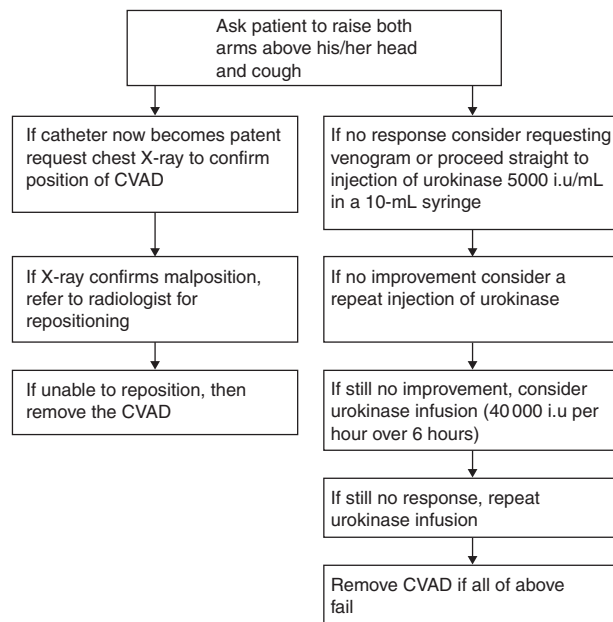 Ask patient to raise both
arms above his/her head
and cough
If catheter now becomes patent
request chest X-ray to confirm
position of CVAD
If X-ray confirms malposition,
refer to radiologist for
repositioning
If unable to reposition, then
remove the CVAD
If no response consider requesting
venogram or proceed straight to
injection of urokinase 5000 i.u/mL
in a 10-mL syringe
If no improvement consider a
repeat injection of urokinase
If still no improvement, consider
urokinase infusion (40 000 i.u per
hour over 6 hours)
If still no response, repeat
urokinase infusion
Remove CVAD if all of above
fail